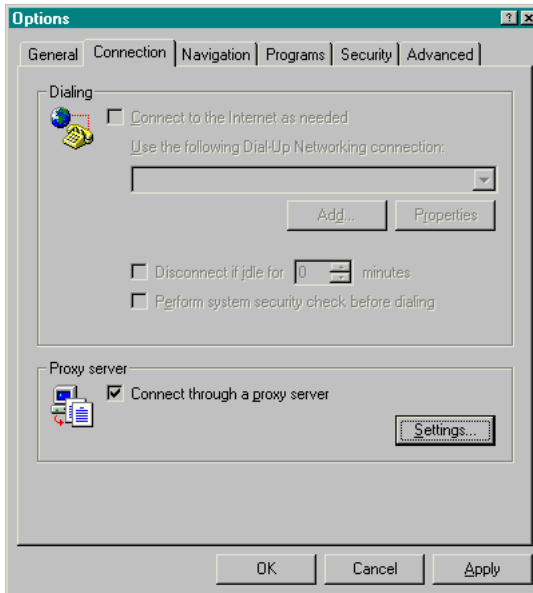 Options
General Connection Navigation Programs Security Advanced
Dialing
Connect to the Internet as needed
Use the following Dial-Up Networking connection:
Add... Properties
Disconnect if idle for 0 minutes
Perform system security check before dialing
Proxy server
Connect through a proxy server
Settings...
OK Cancel Apply